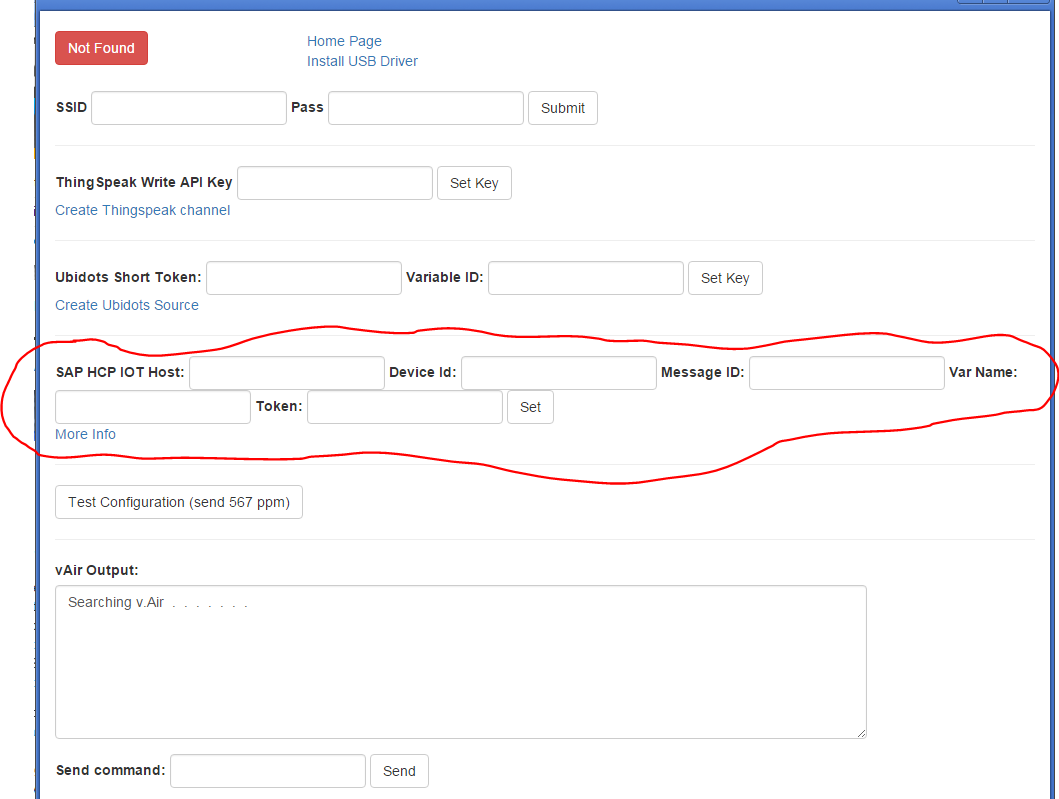 Not Found
Home Page
Install USB Driver
SSID Pass Submit
ThingSpeak Write API Key Set Key
Create Thingspeak channel
Ubidots Short Token: Variable ID: Set Key
Create Ubidots Source
SAP HCP IOT Host: Device Id: Message ID: Var Name:
Token: Set
More Info
Test Configuration (send 567 ppm)
vAir Output:
Searching v.Air . . . . . . .
Send command: Send